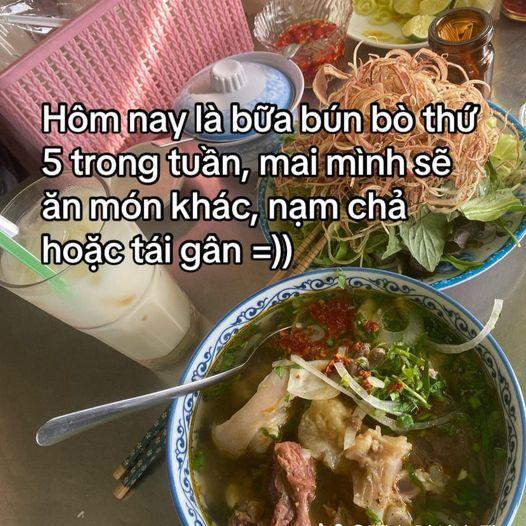 Hôm nay là bữa bún bò thứ
5 trong tuần, mai mình sẽ
ăn món khác, nạm chả
hoặc tái gân =))